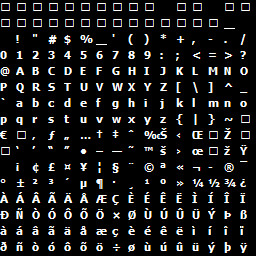 ! " # $ % _ ' ( ) * + , - . /
0 1 2 3 4 5 6 7 8 9 : ; < = > ?
@ A B C D E F G H I J K L M N O
P Q R S T U V W X Y Z [ \ ] ^ _
` a b c d e f g h i j k l m n o
p q r s t u v w x y z { | } ~ □
€ □ ‚ ƒ „ … † ‡ ˆ ‰ Š ‹ Œ □ Ž □
□ ‘ ’ “ ” • – — ˜ ™ š › œ □ ž Ÿ
¡ ¢ £ ¤ ¥ ¦ § ¨ © ª « ¬ - ® ¯
° ± ² ³ ´ µ ¶ · ¸ ¹ º » ¼ ½ ¾ ¿
À Á Â Ã Ä Å Æ Ç È É Ê Ë Ì Í Î Ï
Ð Ñ Ò Ó Ô Õ Ö × Ø Ù Ú Û Ü Ý Þ ß
à á â ã ä å æ ç è é ê ë ì í î ï
ð ñ ò ó ô õ ö ÷ ø ù ú û ü ý þ ÿ